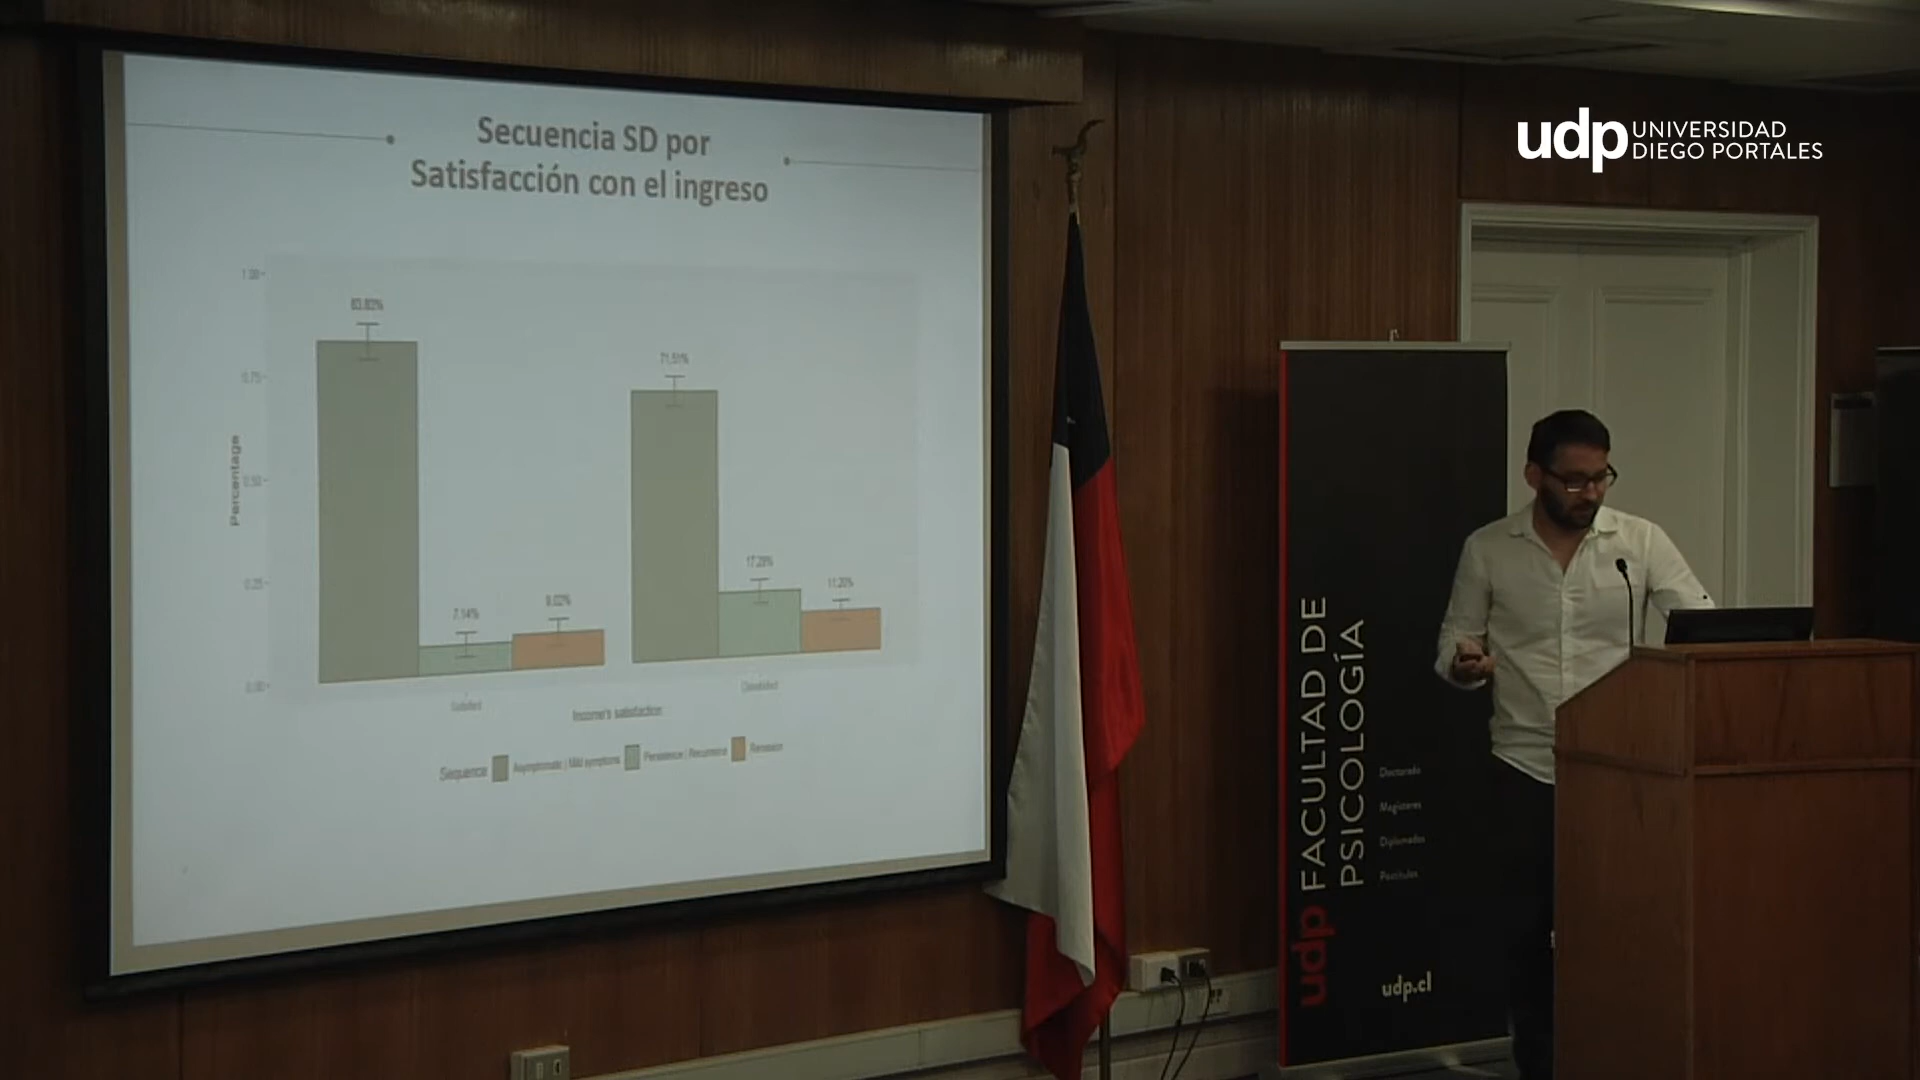 Secuencia SD por
Satisfacción con el ingreso
1.00
83.83%
71.51%
0.75
Percentage
0.50
17.29%
0.25
11.20%
9.02%
7.14%
0.00
Satisfied
Dissatisfied
Income's satisfaction
Sequence Asymptomatic | Mild symptoms Persistence | Recurrence Remission
udp UNIVERSIDAD
DIEGO PORTALES
udp FACULTAD DE
PSICOLOGÍA
Doctorado
Magísteres
Diplomados
Postítulos
udp.cl